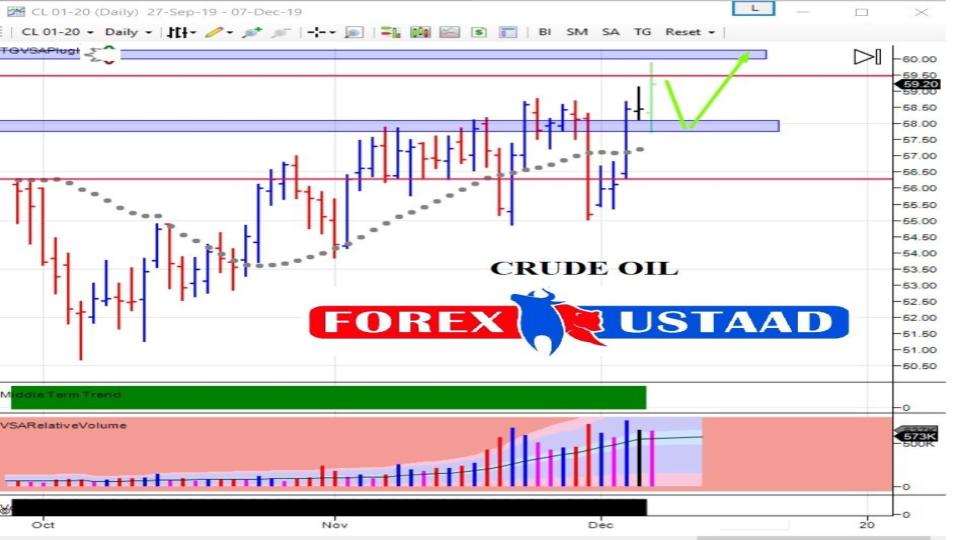 CL 01-20 (Daily) 27-Sep-19 - 07-Dec-19
L
CL 01-20 Daily BI SM SA TG Reset
TGVSAPlugI
60.00
59.50
59.20
59.00
58.50
58.00
57.50
57.00
56.50
56.00
55.50
55.00
54.50
54.00
53.50
53.00
52.50
52.00
51.50
51.00
50.50
CRUDE OIL
FOREX USTAAD
Middle Term Trend
0
VSARelativeVolume
573K
500K
0
0
Oct Nov Dec 20